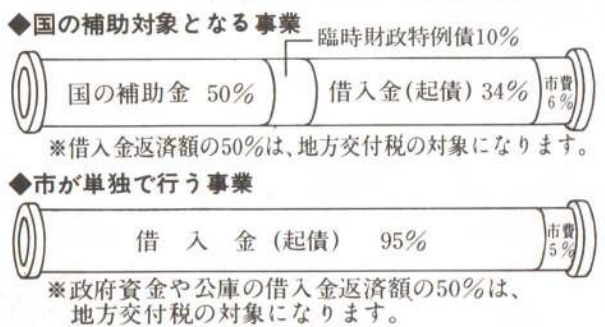 ◆国の補助対象となる事業
臨時財政特例債10%
国の補助金 50%
借入金(起債) 34%
市費
6%
※借入金返済額の50%は、地方交付税の対象になります。
◆市が単独で行う事業
借入金(起債) 95%
市費
5%
※政府資金や公庫の借入金返済額の50%は、
地方交付税の対象になります。